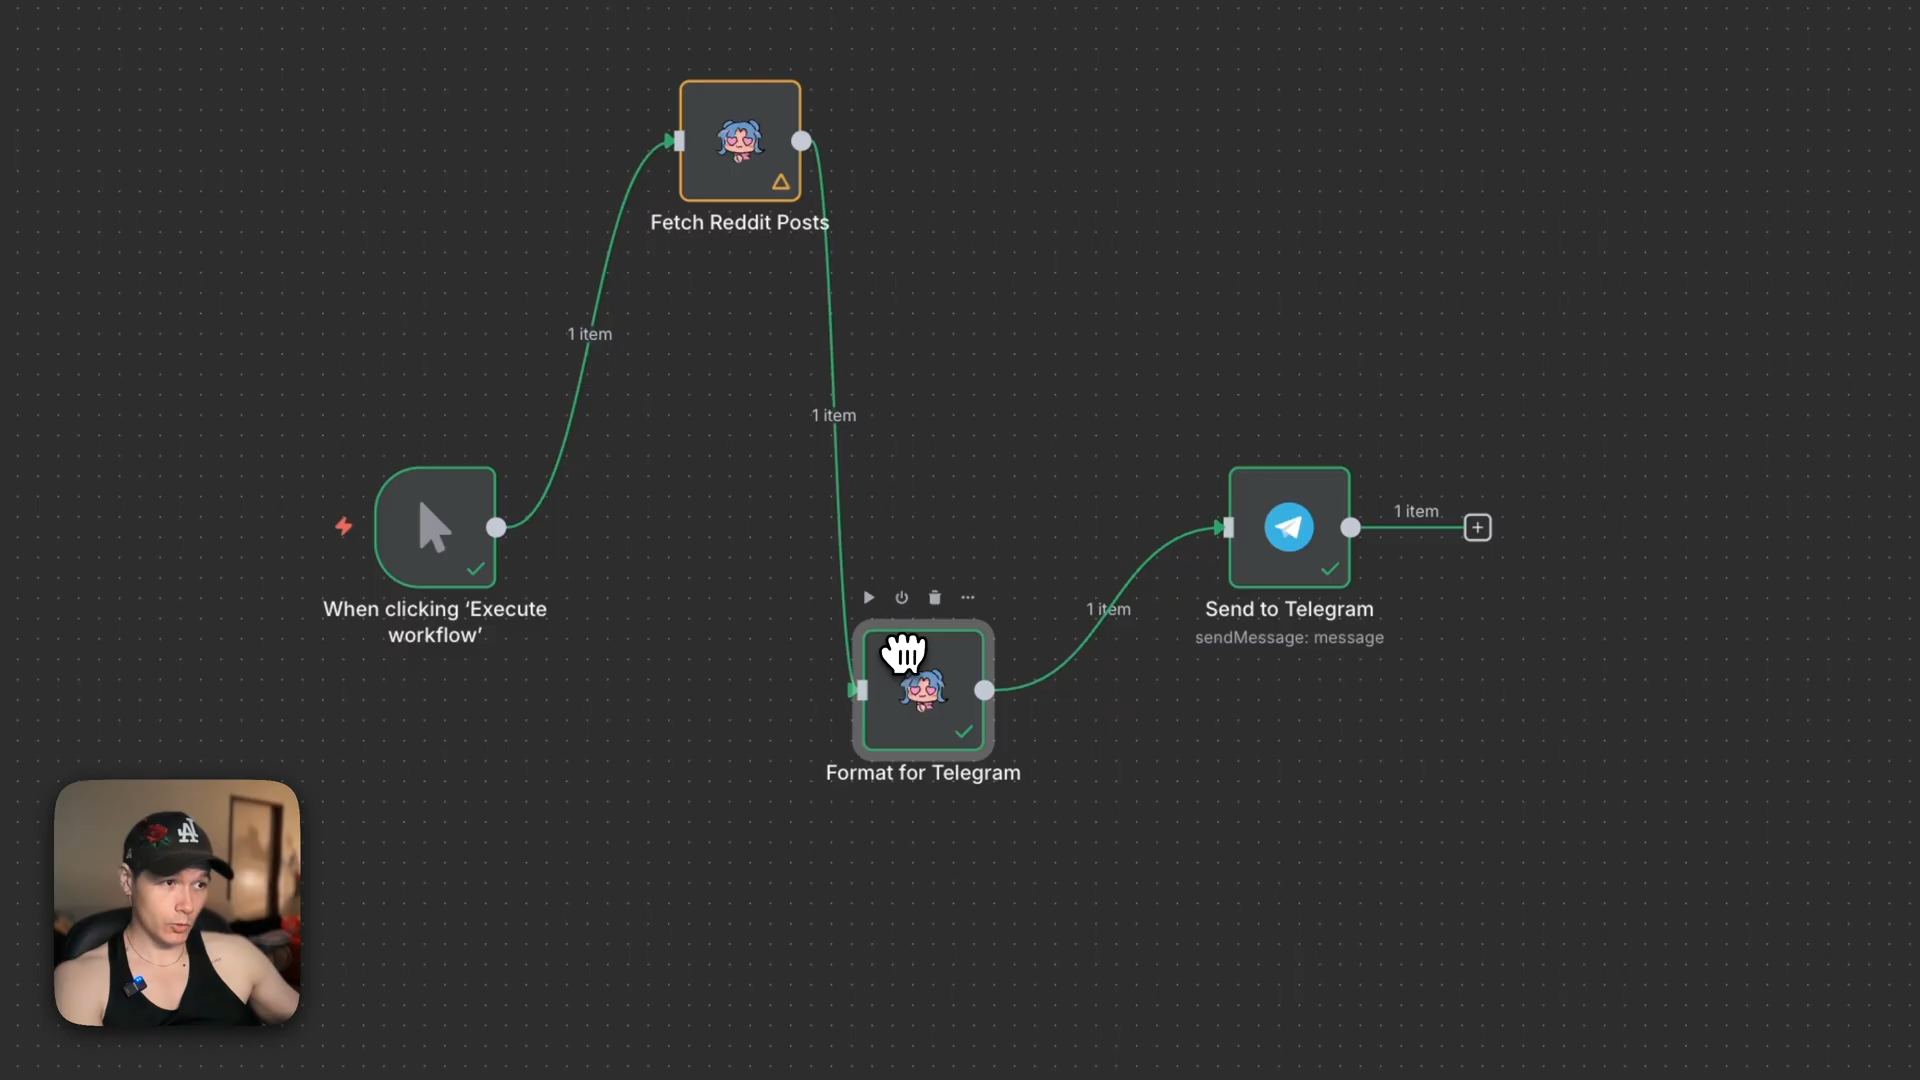 Fetch Reddit Posts
1 item
1 item
1 item
When clicking ‘Execute
workflow’
1 item
Send to Telegram
sendMessage: message
Format for Telegram
LA